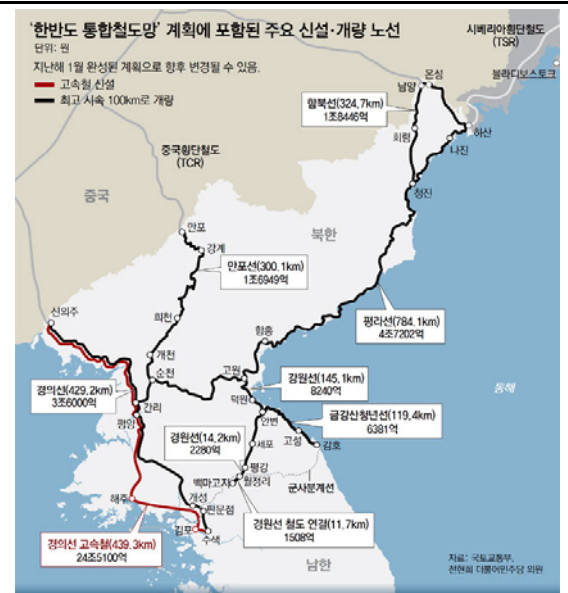 '한반도 통합철도망' 계획에 포함된 주요 신설·개량 노선
단위: 원
지난해 1월 완성된 계획으로 향후 변경될 수 있음.
고속철 신설
최고 시속 100km로 개량
시베리아횡단철도
(TSR)
블라디보스토크
온성
남양
함북선(324.7km)
1조8446억
회령
하산
나진
중국횡단철도
(TCR)
중국
청진
만포
강계
북한
만포선(300.1km)
1조6949억
신의주
희천
함흥
평라선(784.1km)
4조7202억
개천
순천
고원
강원선(145.1km)
8240억
동해
경의선(429.2km)
3조6000억
간리
평양
덕원
안변
금강산청년선(119.4km)
6381억
경원선(14.2km)
2280억
세포
고성
감호
평강
백마고지
월정리
군사분계선
해주
개성
판문점
김포
수색
경원선 철도 연결(11.7km)
1508억
경의선 고속철(439.3km)
24조5100억
남한
자료: 국토교통부,
전현희 더불어민주당 의원